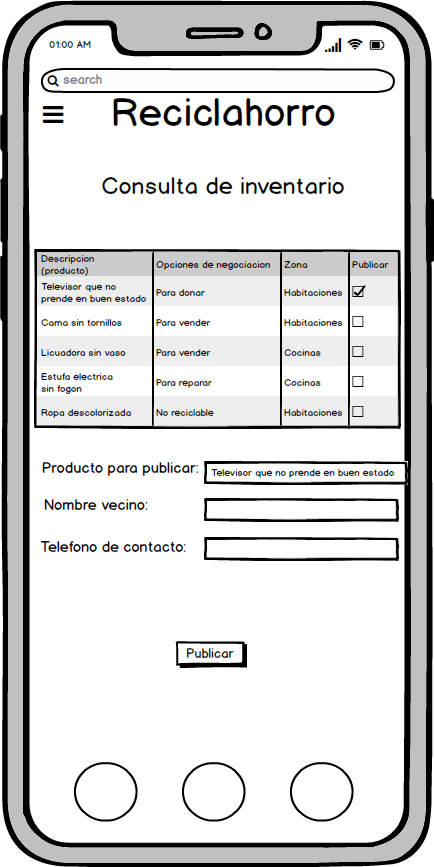 01:00 AM
search
Reciclahorro
Consulta de inventario
Descripcion
(producto)
Opciones de negociacion
Zona
Publicar
Televisor que no
prende en buen estado
Para donar
Habitaciones
Cama sin tornillos
Para vender
Habitaciones
Licuadora sin vaso
Para vender
Cocinas
Estufa electrica
sin fogon
Para reparar
Cocinas
Ropa descolorizada
No reciclable
Habitaciones
Producto para publicar:
Televisor que no prende en buen estado
Nombre vecino:
Telefono de contacto:
Publicar